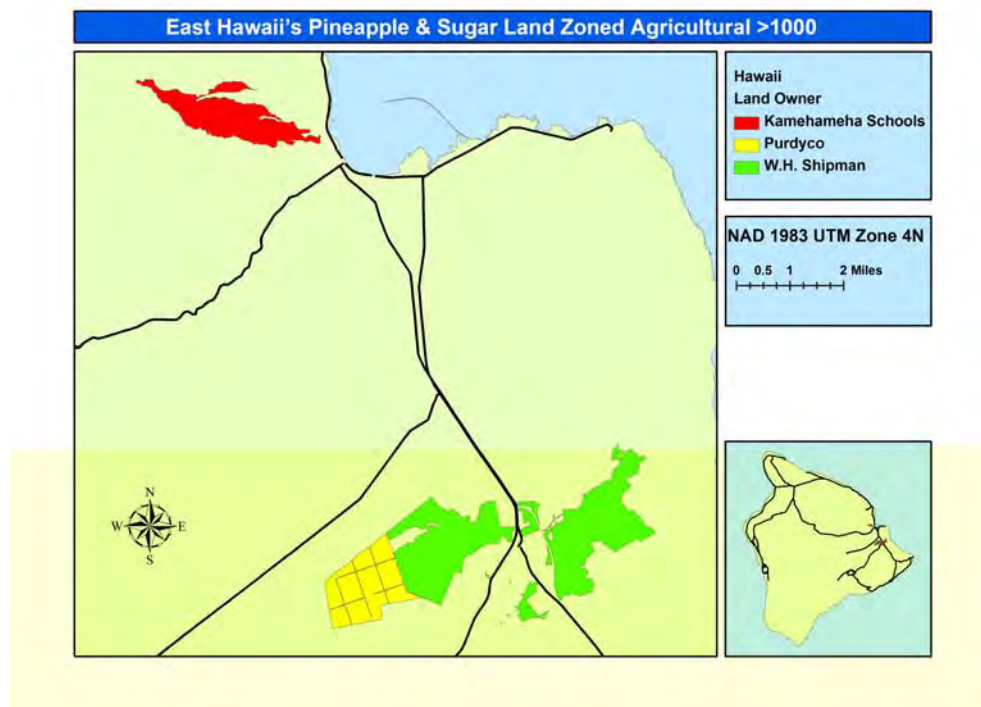 East Hawaii's Pineapple & Sugar Land Zoned Agricultural >1000
Hawaii
Land Owner
Kamehameha Schools
Purdyco
W.H. Shipman
NAD 1983 UTM Zone 4N
0 0.5 1 2 Miles
N
W E
S